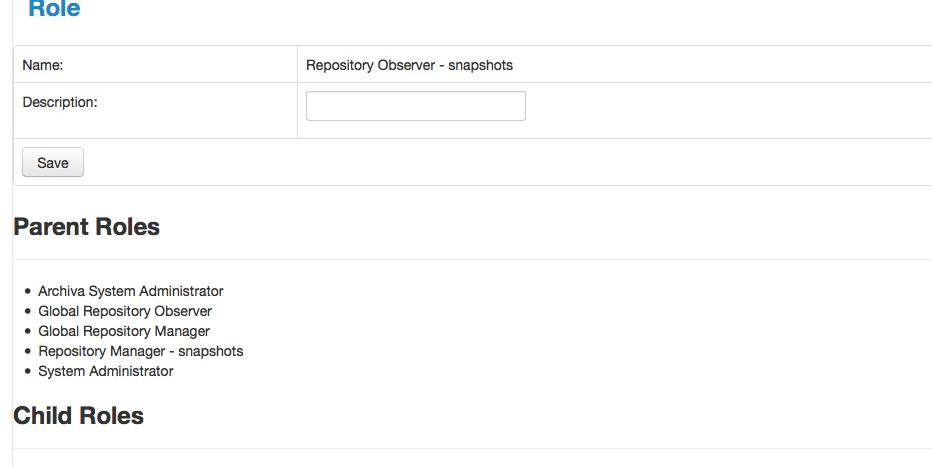 Role
Name: Repository Observer - snapshots
Description:
Save
Parent Roles
Archiva System Administrator
Global Repository Observer
Global Repository Manager
Repository Manager - snapshots
System Administrator
Child Roles